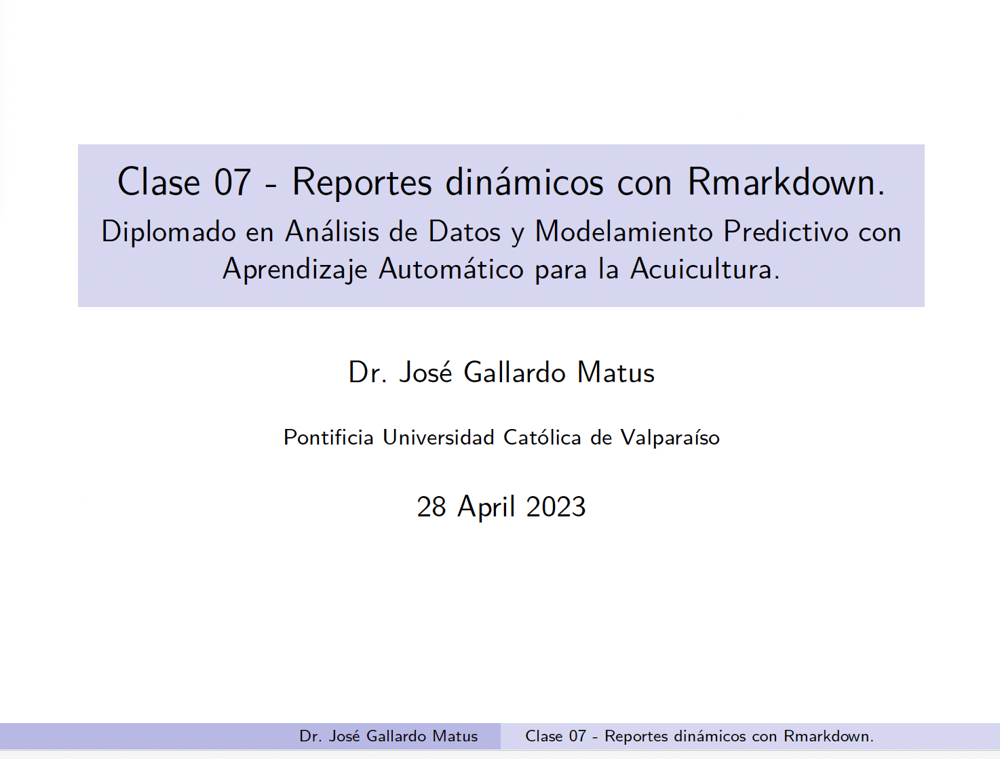 Clase 07 - Reportes dinámicos con Rmarkdown.
Diplomado en Análisis de Datos y Modelamiento Predictivo con
Aprendizaje Automático para la Acuicultura.
Dr. José Gallardo Matus
Pontificia Universidad Católica de Valparaíso
28 April 2023
Dr. José Gallardo Matus
Clase 07 - Reportes dinámicos con Rmarkdown.